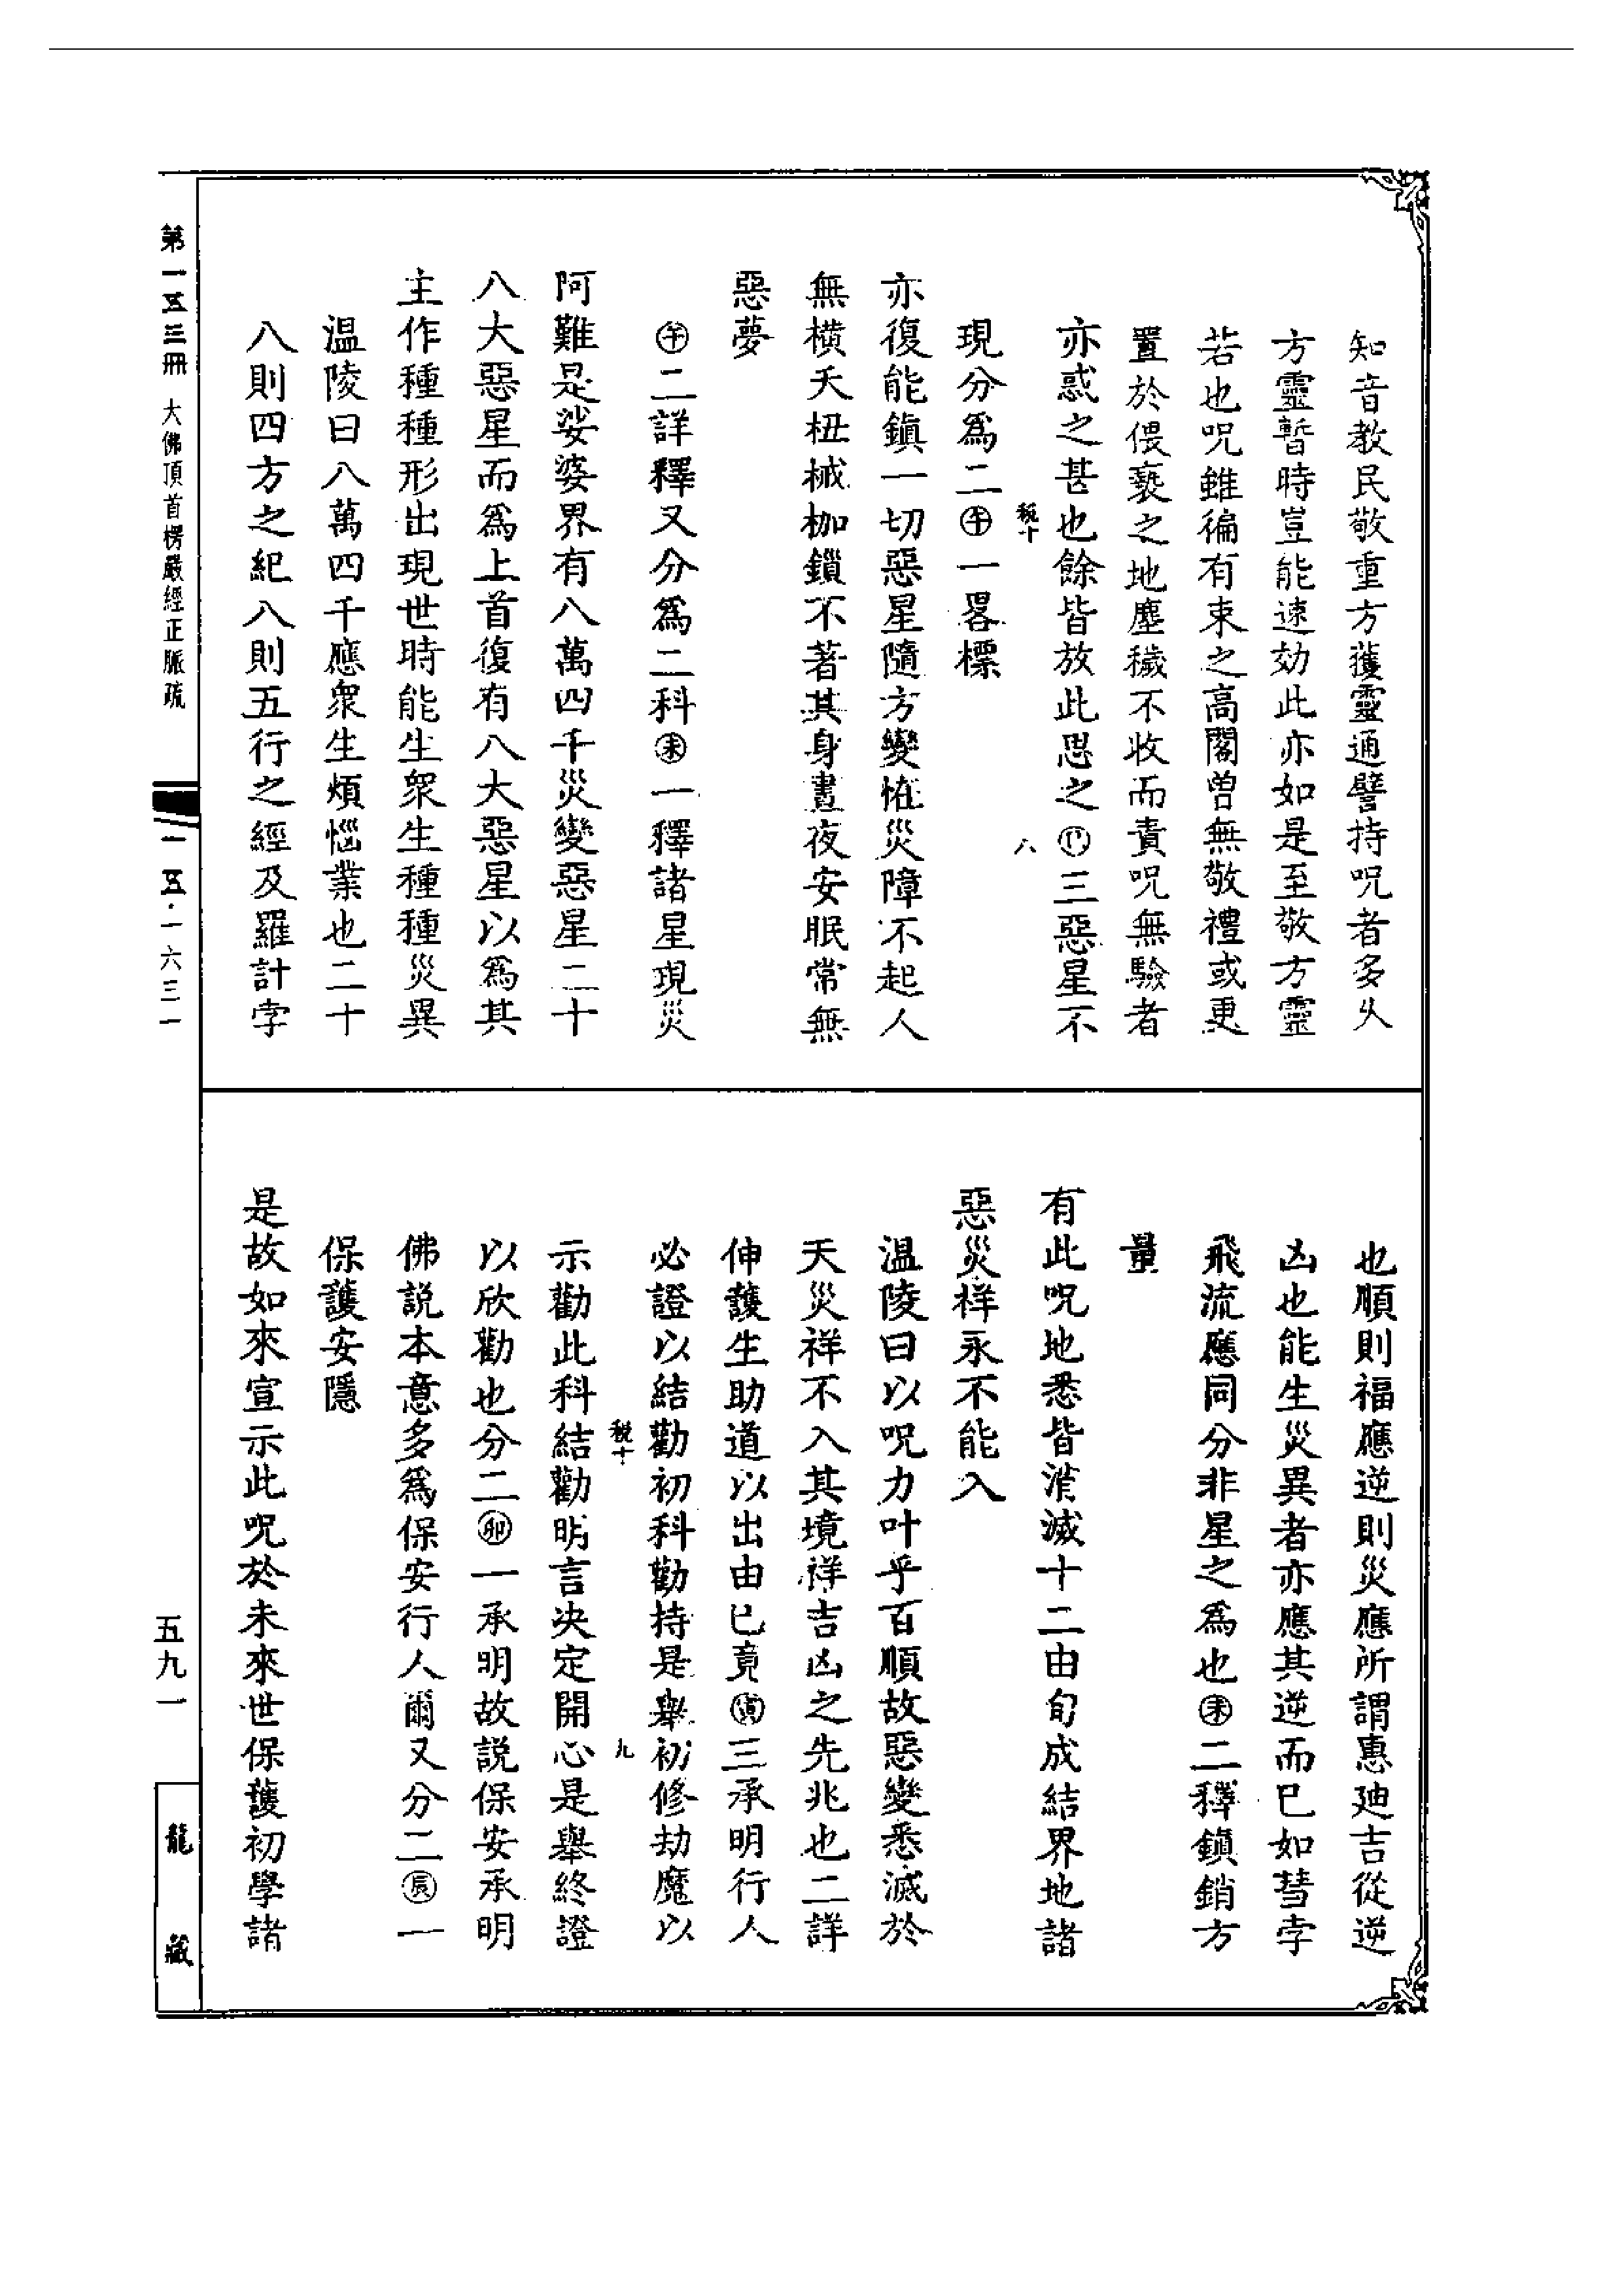 知音教民敬重方獲靈通譬持呪者多從
方靈暫時豈能速効此亦如是至敬方靈
若也呪雖徧有束之高閣曾無敬禮或更
置於偎䙝之地塵穢不收而責呪無驗者
亦惑之甚也餘皆放此思之㊉三惡星不
税十
八
現分爲二㊌一畧標
亦復能鎮一切惡星隨方變恠災障不起人
無橫夭杻械枷鎖不著其身晝夜安眠常無
惡夢
㊌二詳釋又分爲二科㊍一釋諸星現災
阿難是娑婆界有八萬四千災變惡星二十
八大惡星而爲上首復有八大惡星以爲其
主作種種形出現世時能生衆生種種災異
温陵曰八萬四千應衆生煩惱業也二十
八則四方之紀八則五行之經及羅計孛
也順則福應逆則災應所謂惠迪吉從逆
凶也能生災異者亦應其逆而已如彗孛
飛流應同分非星之爲也二釋鎮銷方
量
有此呪地悉皆消滅十二由旬成結界地諸
惡災祥永不能入
温陵曰以呪力叶乎百順故惡變悉滅於
天災祥不入其境祥吉凶之先兆也二詳
伸護生助道以出由已竟三承明行人
必證以結勸初科勸持是舉初修劫魔以
税十
九
示勸此科結勸明言決定開心是舉終證
以欣勸也分二一承明故説保安承明
佛説本意多爲保安行人爾又分二一
保護安隱
是故如來宣示此呪於未來世保護初學諸
第一五三冊 大佛頂首楞嚴經正脈疏
一五·一六三一
五九一
龍藏